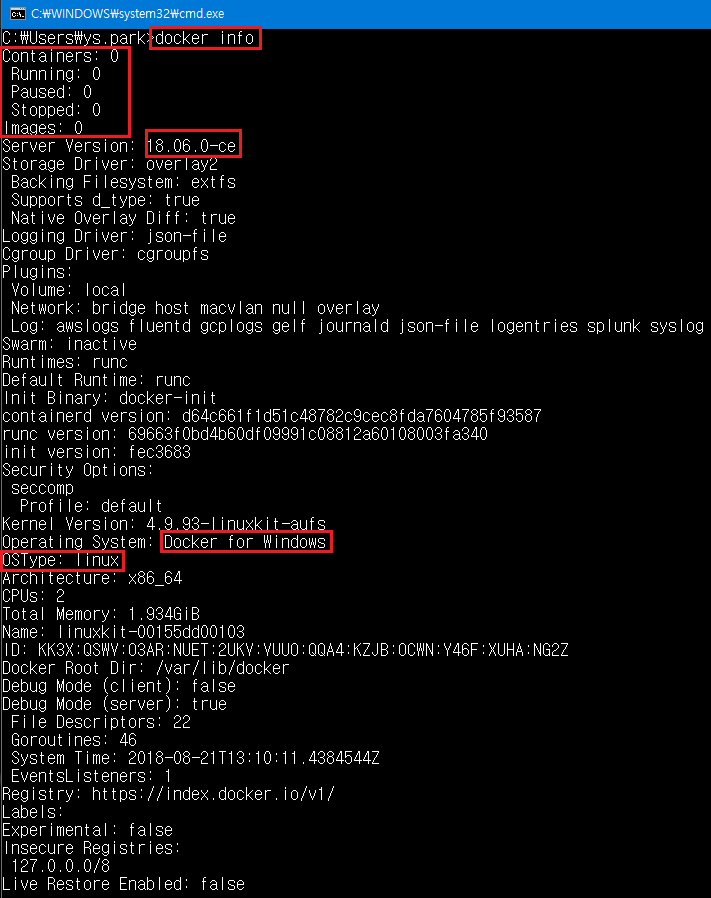 C:₩WINDOWS₩system32₩cmd.exe
C:₩Users₩ys.park>docker info
Containers: 0
 Running: 0
 Paused: 0
 Stopped: 0
Images: 0
Server Version: 18.06.0-ce
Storage Driver: overlay2
 Backing Filesystem: extfs
 Supports d_type: true
 Native Overlay Diff: true
Logging Driver: json-file
Cgroup Driver: cgroupfs
Plugins:
 Volume: local
 Network: bridge host macvlan null overlay
 Log: awslogs fluentd gcplogs gelf journald json-file logentries splunk syslog
Swarm: inactive
Runtimes: runc
Default Runtime: runc
Init Binary: docker-init
containerd version: d64c661f1d51c48782c9cec8fda7604785f93587
runc version: 69663f0bd4b60df09991c08812a60108003fa340
init version: fec3683
Security Options:
 seccomp
  Profile: default
Kernel Version: 4.9.93-linuxkit-aufs
Operating System: Docker for Windows
OSType: linux
Architecture: x86_64
CPUs: 2
Total Memory: 1.934GiB
Name: linuxkit-00155dd00103
ID: KK3X:QSWY:O3AR:NUET:2UKV:YUUO:QQA4:KZJB:OCWN:Y46F:XUHA:NG2Z
Docker Root Dir: /var/lib/docker
Debug Mode (client): false
Debug Mode (server): true
 File Descriptors: 22
 Goroutines: 46
 System Time: 2018-08-21T13:10:11.4384544Z
 EventsListeners: 1
Registry: https://index.docker.io/v1/
Labels:
Experimental: false
Insecure Registries:
 127.0.0.0/8
Live Restore Enabled: false